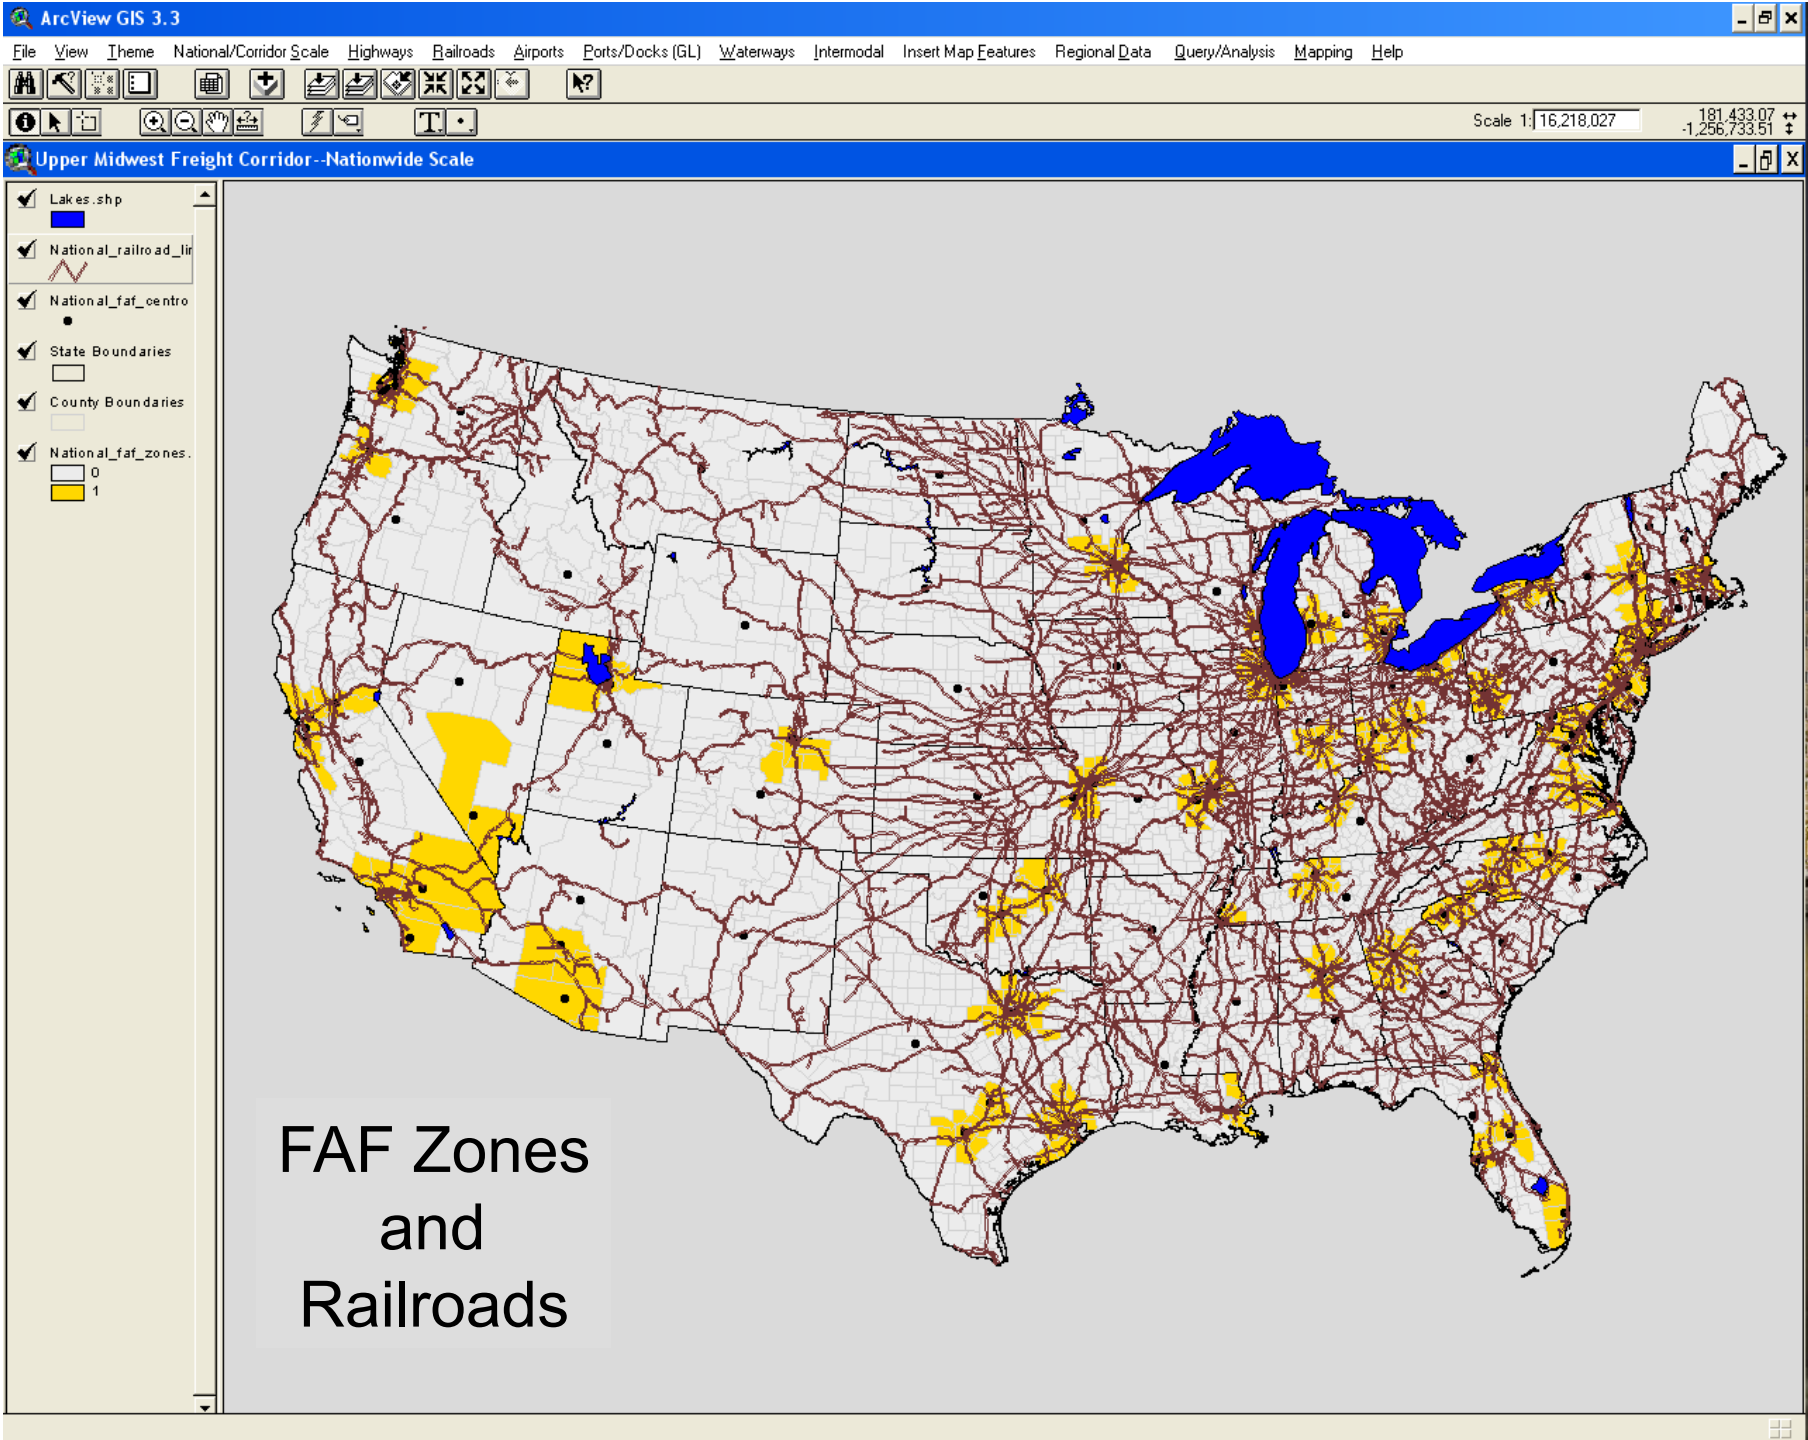 ArcView GIS 3.3
File View Theme National/Corridor Scale Highways Railroads Airports Ports/Docks (GL) Waterways Intermodal Insert Map Features Regional Data Query/Analysis Mapping Help
Scale 1: 16,218,027
181,433.07
-1,256,733.51
Upper Midwest Freight Corridor--Nationwide Scale
Lakes.shp
National_railroad_lin
National_faf_centro
State Boundaries
County Boundaries
National_faf_zones.
0
1
FAF Zones
and
Railroads